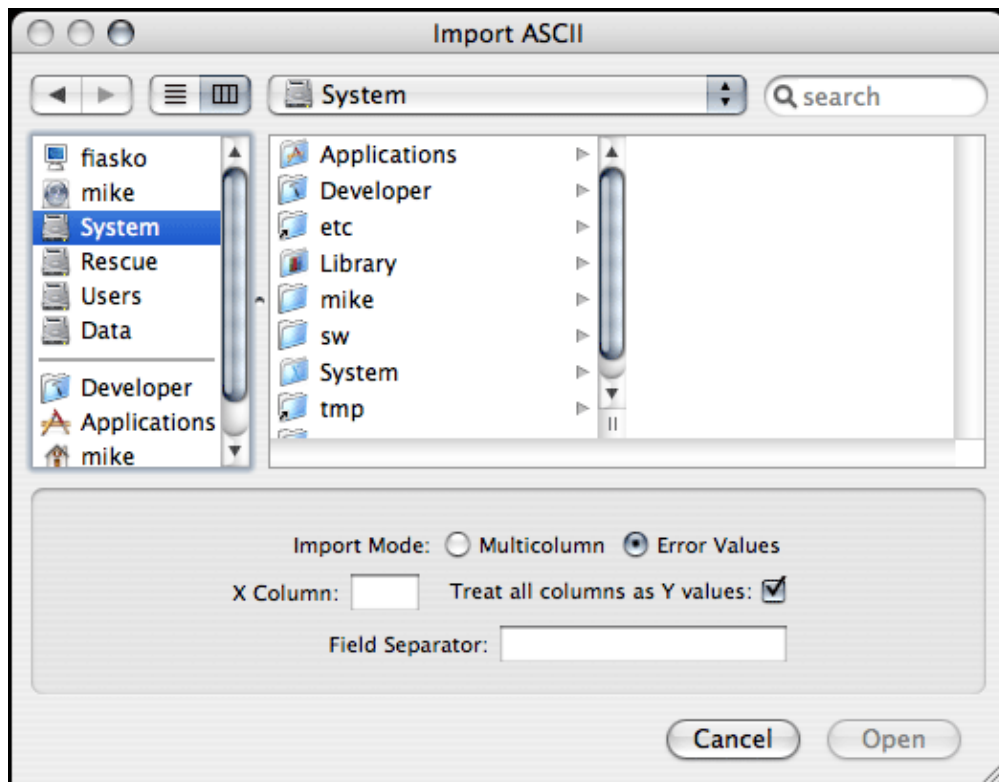 Import ASCII
System
search
fiasko
mike
System
Rescue
Users
Data
Developer
Applications
mike
Applications
Developer
etc
Library
mike
sw
System
tmp
Import Mode: Multicolumn Error Values
X Column: Treat all columns as Y values:
Field Separator:
Cancel Open